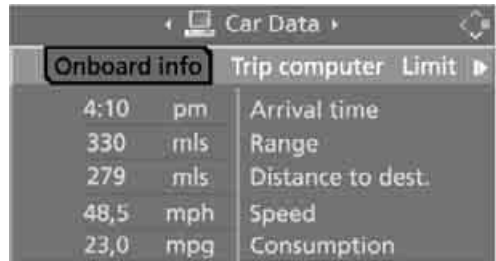 Car Data
Onboard info Trip computer Limit
4:10 pm Arrival time
330 mls Range
279 mls Distance to dest.
48,5 mph Speed
23,0 mpg Consumption